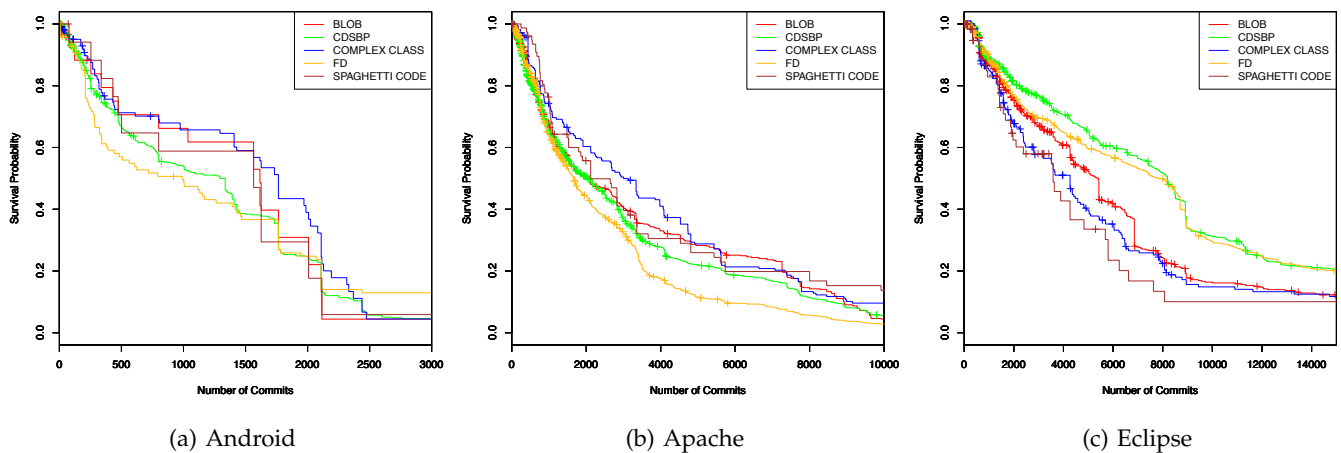 BLOB
CDSBP
COMPLEX CLASS
FD
SPAGHETTI CODE
Survival Probability
1.0
0.8
0.6
0.4
0.2
0.0
0 500 1000 1500 2000 2500 3000
Number of Commits
(a) Android
BLOB
CDSBP
COMPLEX CLASS
FD
SPAGHETTI CODE
Survival Probability
1.0
0.8
0.6
0.4
0.2
0.0
0 2000 4000 6000 8000 10000
Number of Commits
(b) Apache
BLOB
CDSBP
COMPLEX CLASS
FD
SPAGHETTI CODE
Survival Probability
1.0
0.8
0.6
0.4
0.2
0.0
0 2000 4000 6000 8000 10000 12000 14000
Number of Commits
(c) Eclipse